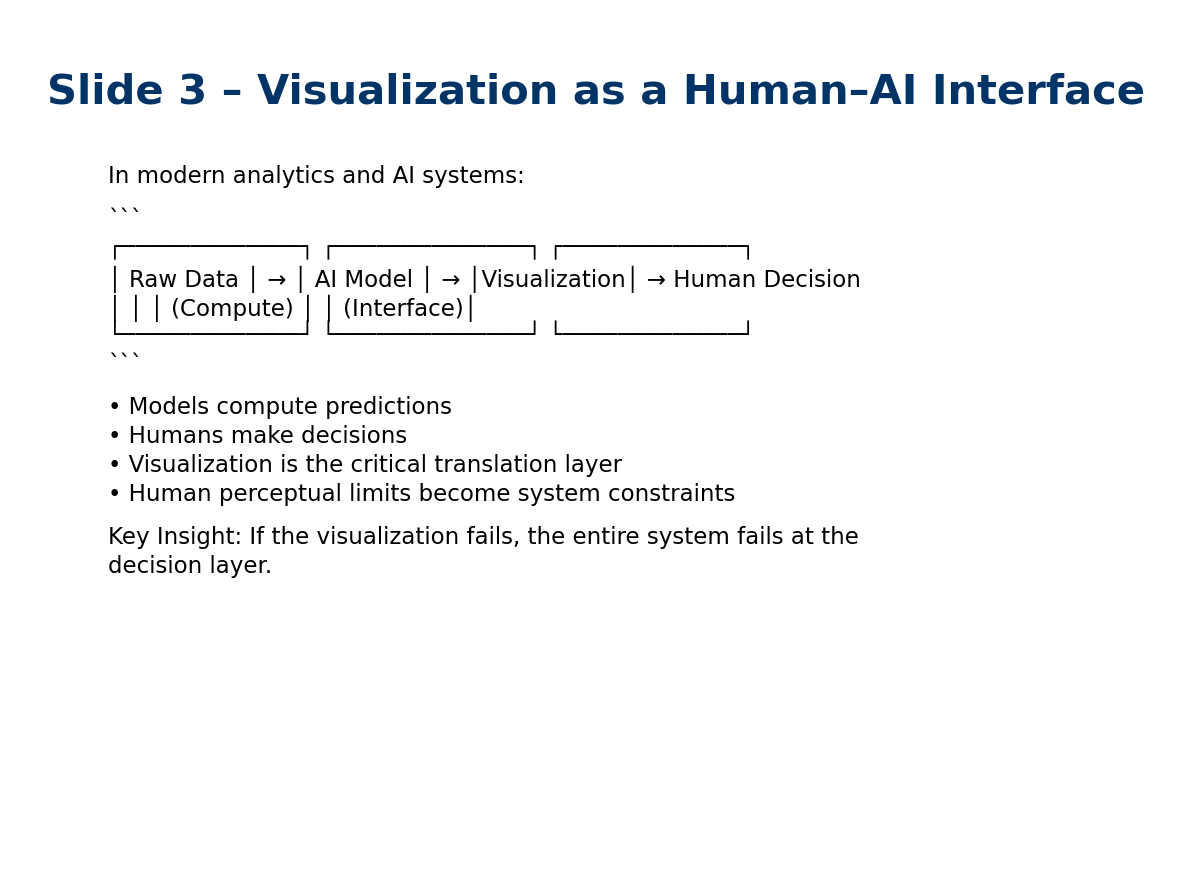 Slide 3 – Visualization as a Human–AI Interface
In modern analytics and AI systems:
```
┌─────────────┐ ┌──────────────┐ ┌─────────────┐
│ Raw Data │ → │ AI Model │ → │Visualization│ → Human Decision
│ │ │ (Compute) │ │ (Interface)│
└─────────────┘ └──────────────┘ └─────────────┘
```
• Models compute predictions
• Humans make decisions
• Visualization is the critical translation layer
• Human perceptual limits become system constraints
Key Insight: If the visualization fails, the entire system fails at the
decision layer.